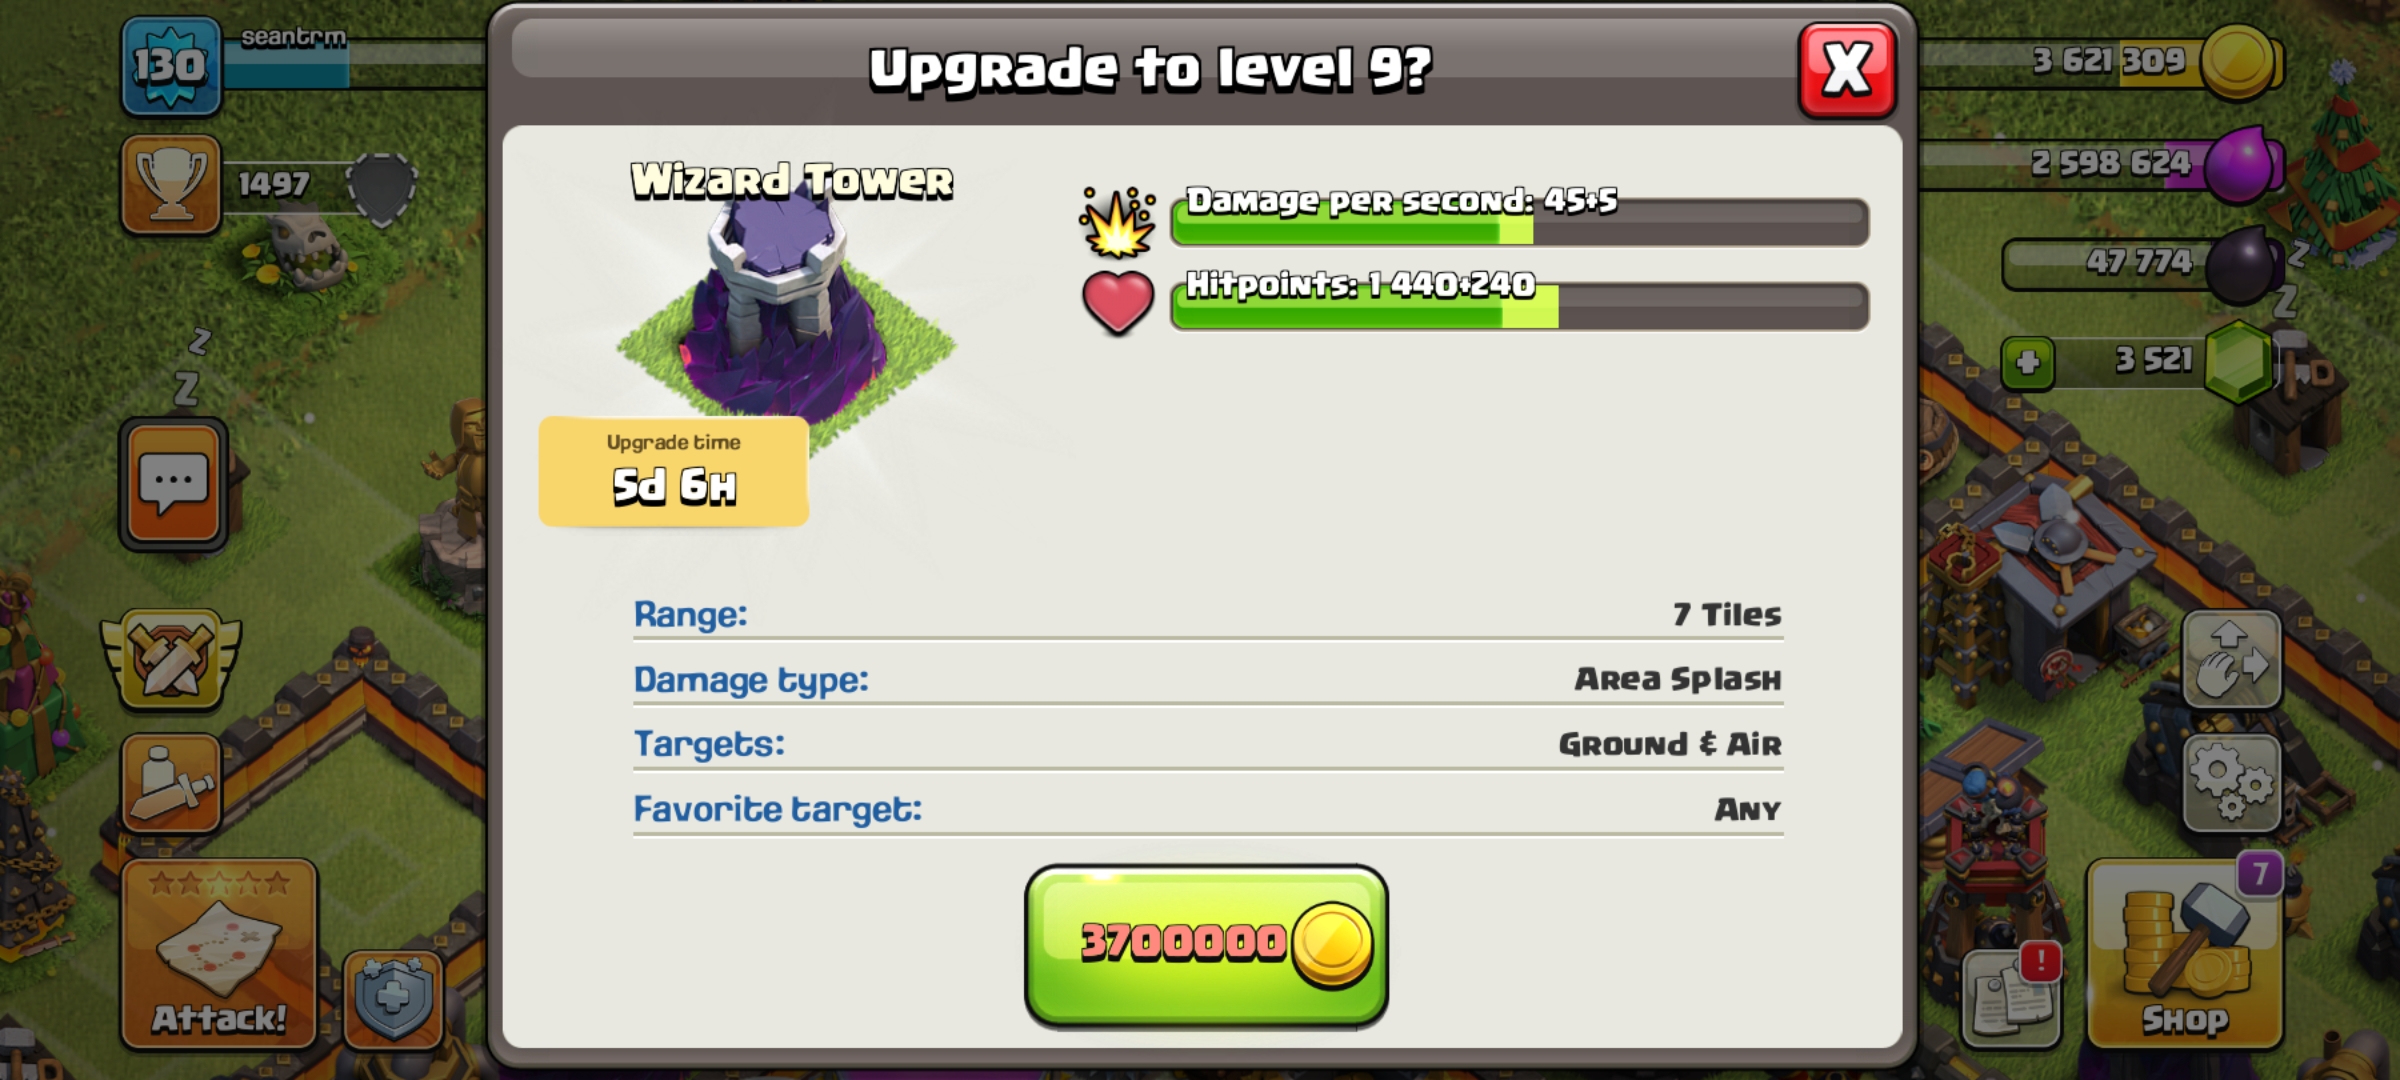 130
seantrm
1497
Upgrade to level 9?
X
Wizard Tower
Damage per second: 45+5
Hitpoints: 1 440+240
Upgrade time
5d 6H
Range: 7 Tiles
Damage type: Area Splash
Targets: Ground & Air
Favorite target: Any
3700000
3 621 309
2 598 624
47 774
3 521
Z
Z
Z
Z
Attack!
7
!
Shop